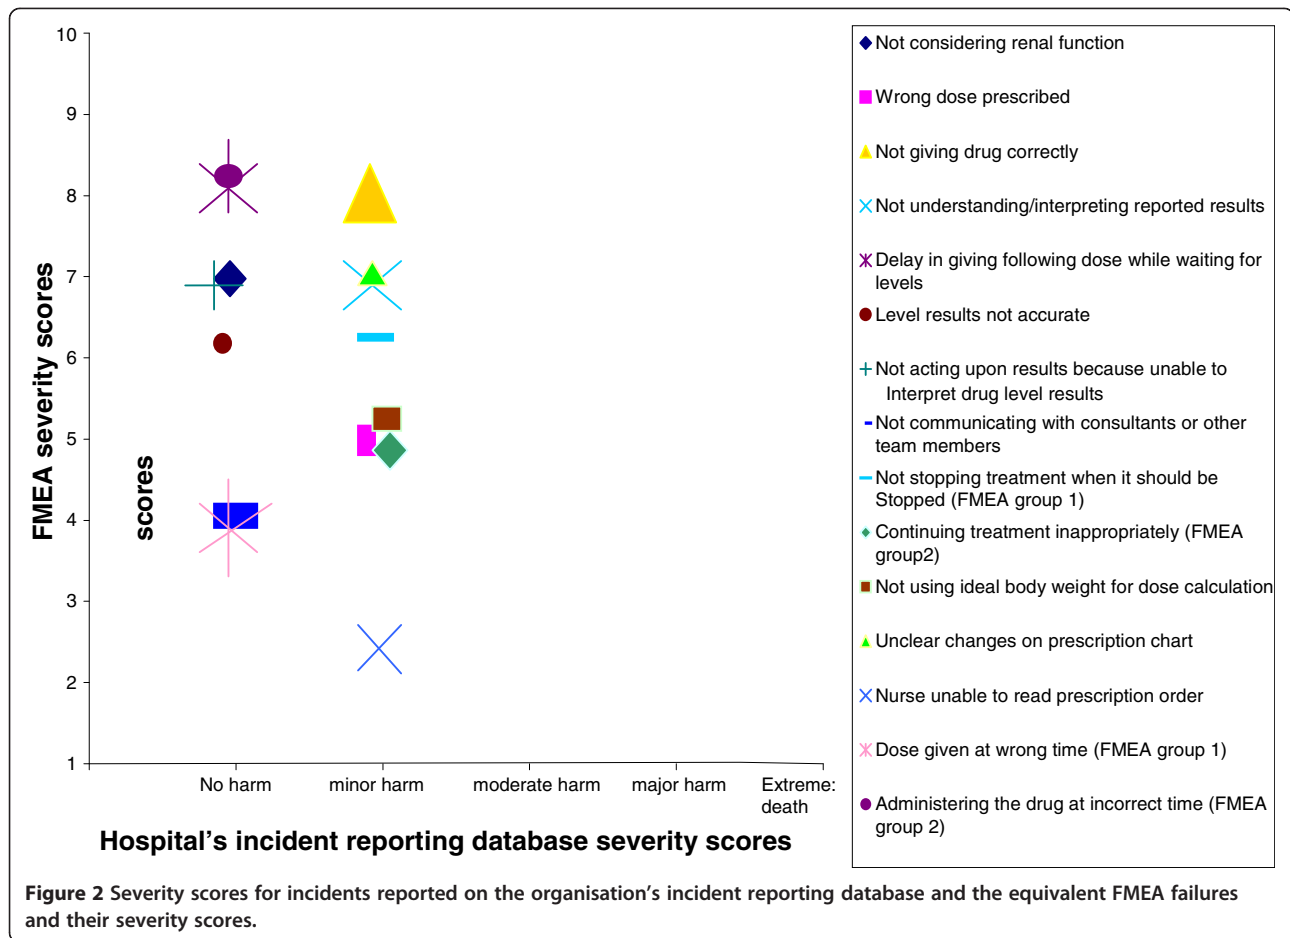 10
9
8
7
6
5
4
3
2
1
FMEA severity scores
scores
No harm
minor harm
moderate harm
major harm
Extreme:
death
Hospital's incident reporting database severity scores
Not considering renal function
Wrong dose prescribed
Not giving drug correctly
Not understanding/interpreting reported results
Delay in giving following dose while waiting for
levels
Level results not accurate
Not acting upon results because unable to
Interpret drug level results
Not communicating with consultants or other
team members
Not stopping treatment when it should be
Stopped (FMEA group 1)
Continuing treatment inappropriately (FMEA
group2)
Not using ideal body weight for dose calculation
Unclear changes on prescription chart
Nurse unable to read prescription order
Dose given at wrong time (FMEA group 1)
Administering the drug at incorrect time (FMEA
group 2)
Figure 2 Severity scores for incidents reported on the organisation's incident reporting database and the equivalent FMEA failures
and their severity scores.